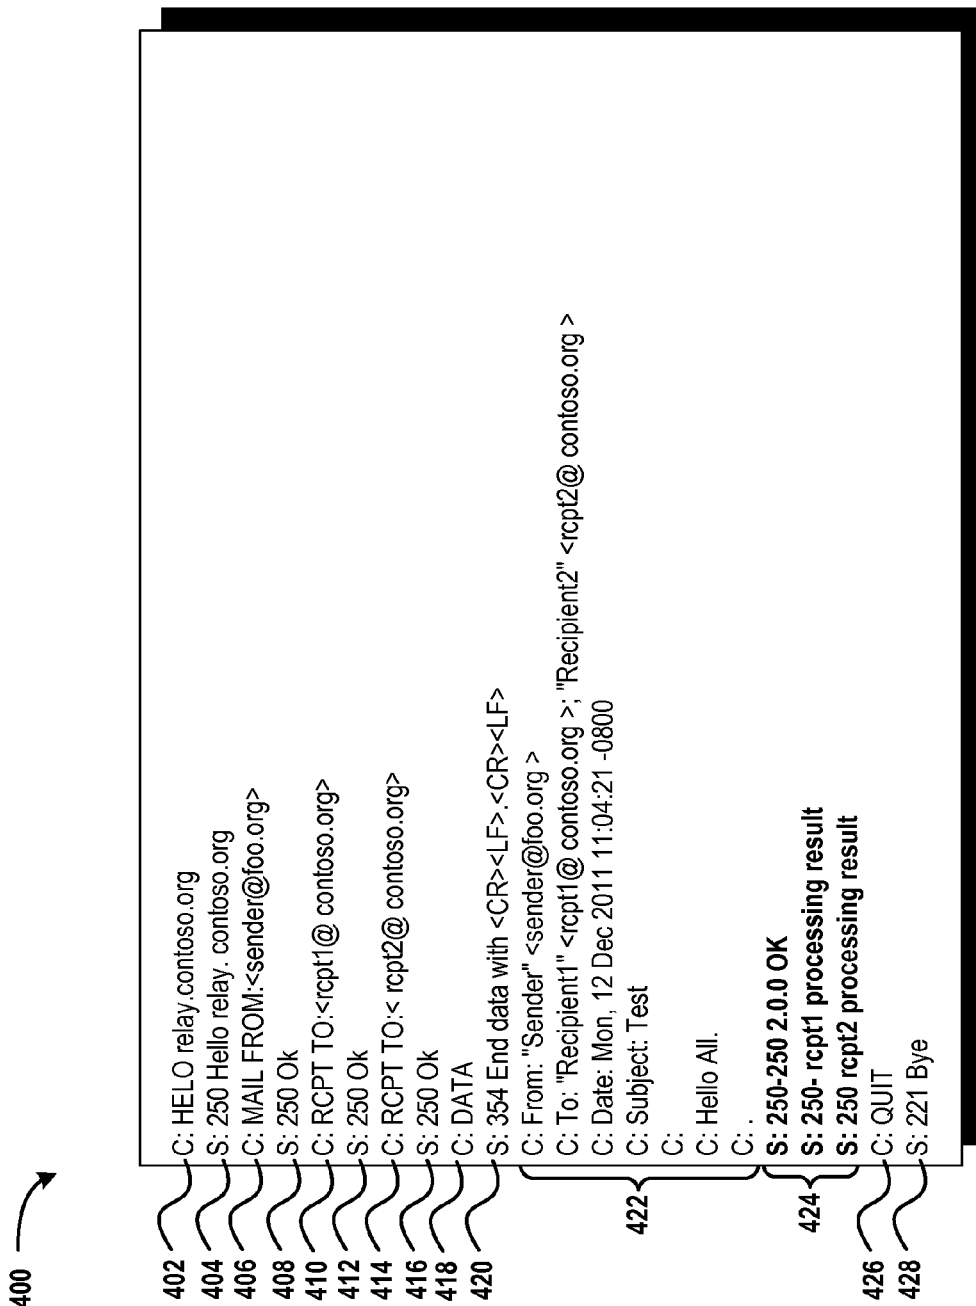 400
402 C: HELO relay.contoso.org
404 S: 250 Hello relay. contoso.org
406 C: MAIL FROM:<sender@foo.org>
408 S: 250 Ok
410 C: RCPT TO:<rcpt1@ contoso.org>
412 S: 250 Ok
414 C: RCPT TO:< rcpt2@ contoso.org>
416 S: 250 Ok
418 C: DATA
420 S: 354 End data with <CR><LF>.<CR><LF>
C: From: "Sender" <sender@foo.org >
C: To: "Recipient1" <rcpt1@ contoso.org >; "Recipient2" <rcpt2@ contoso.org >
C: Date: Mon, 12 Dec 2011 11:04:21 -0800
422 C: Subject: Test
C:
C: Hello All.
C: .
S: 250-250 2.0.0 OK
424 S: 250- rcpt1 processing result
S: 250 rcpt2 processing result
426 C: QUIT
428 S: 221 Bye